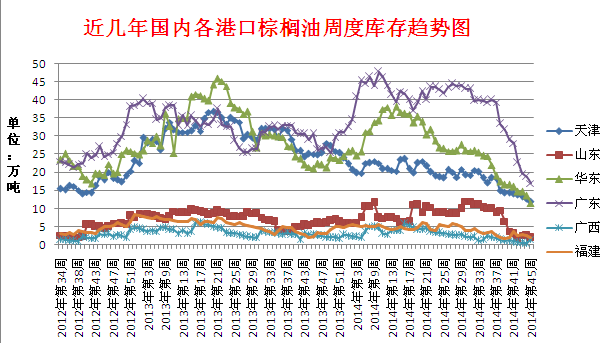 近几年国内各港口棕榈油周度库存趋势图
单位：万吨
50
45
40
35
30
25
20
15
10
5
0
2012年第34周
2012年第38周
2012年第43周
2012年第47周
2012年第51周
2013年第3周
2013年第9周
2013年第13周
2013年第17周
2013年第21周
2013年第25周
2013年第29周
2013年第33周
2013年第37周
2013年第41周
2013年第45周
2013年第49周
2014年第2周
2014年第9周
2014年第13周
2014年第17周
2014年第21周
2014年第25周
2014年第29周
2014年第33周
2014年第37周
2014年第41周
2014年第45周
天津
山东
华东
广东
广西
福建